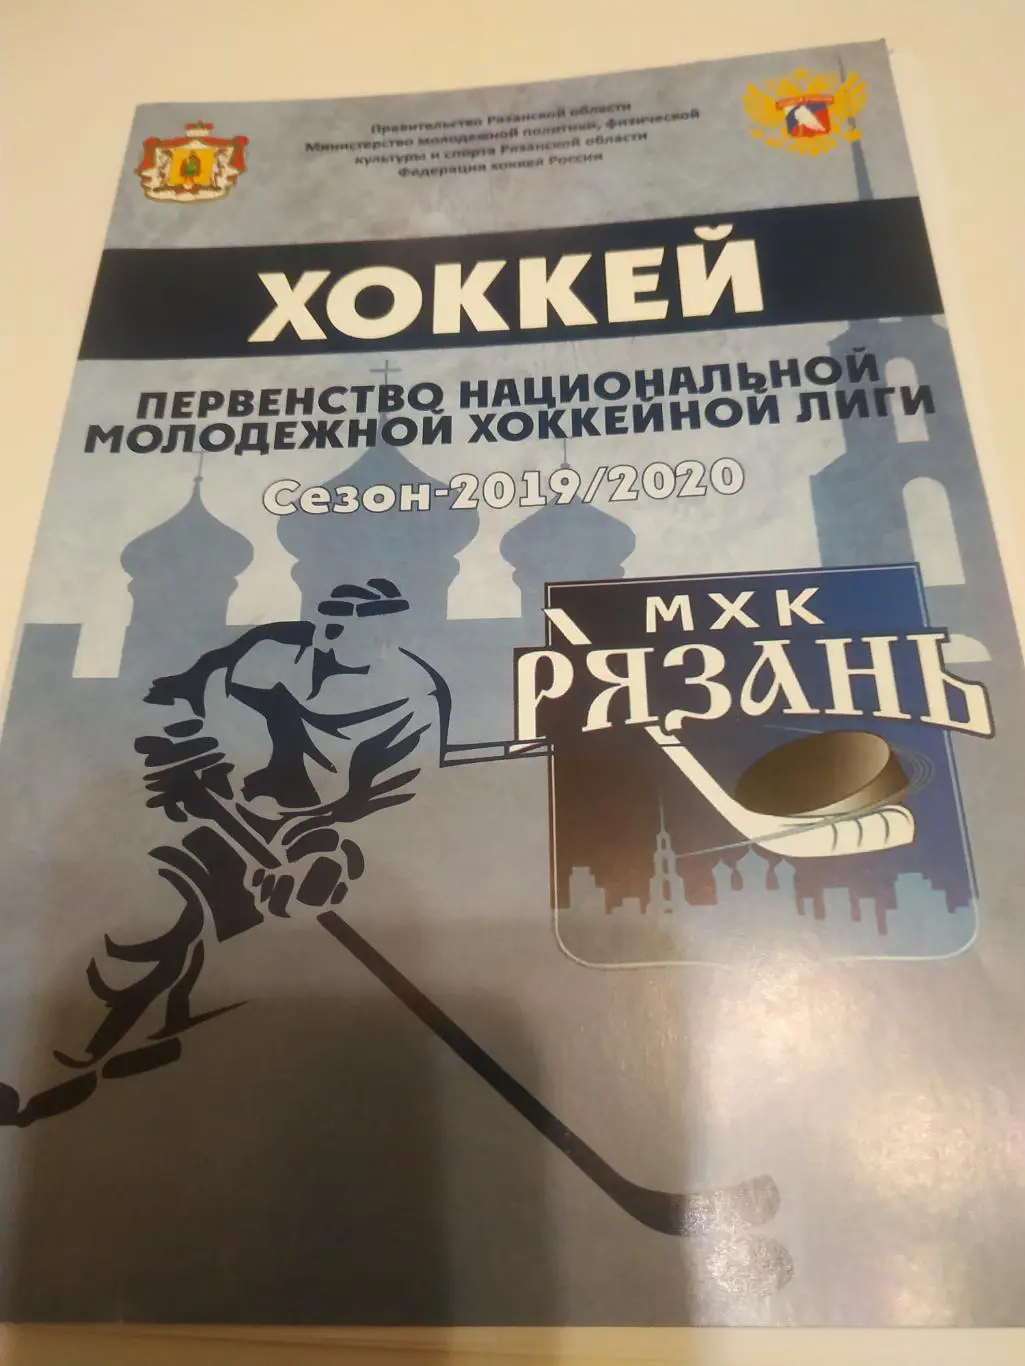 Правительство Рязанской области
Министерство молодежной политики, физической
культуры и спорта Рязанской области
Федерация хоккея России
ХОККЕЙ
ПЕРВЕНСТВО НАЦИОНАЛЬНОЙ
МОЛОДЕЖНОЙ ХОККЕЙНОЙ ЛИГИ
Сезон-2019/2020
МХК
РЯЗАНЬ